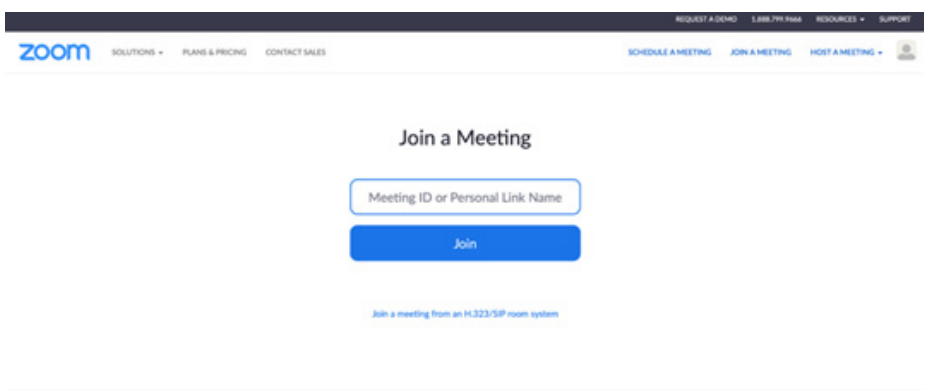 REQUEST A DEMO 1.888.799.9666 RESOURCES SUPPORT
zoom SOLUTIONS PLANS & PRICING CONTACT SALES SCHEDULE A MEETING JOIN A MEETING HOST A MEETING
Join a Meeting
Meeting ID or Personal Link Name
Join
Join a meeting from an H.323/SIP room system